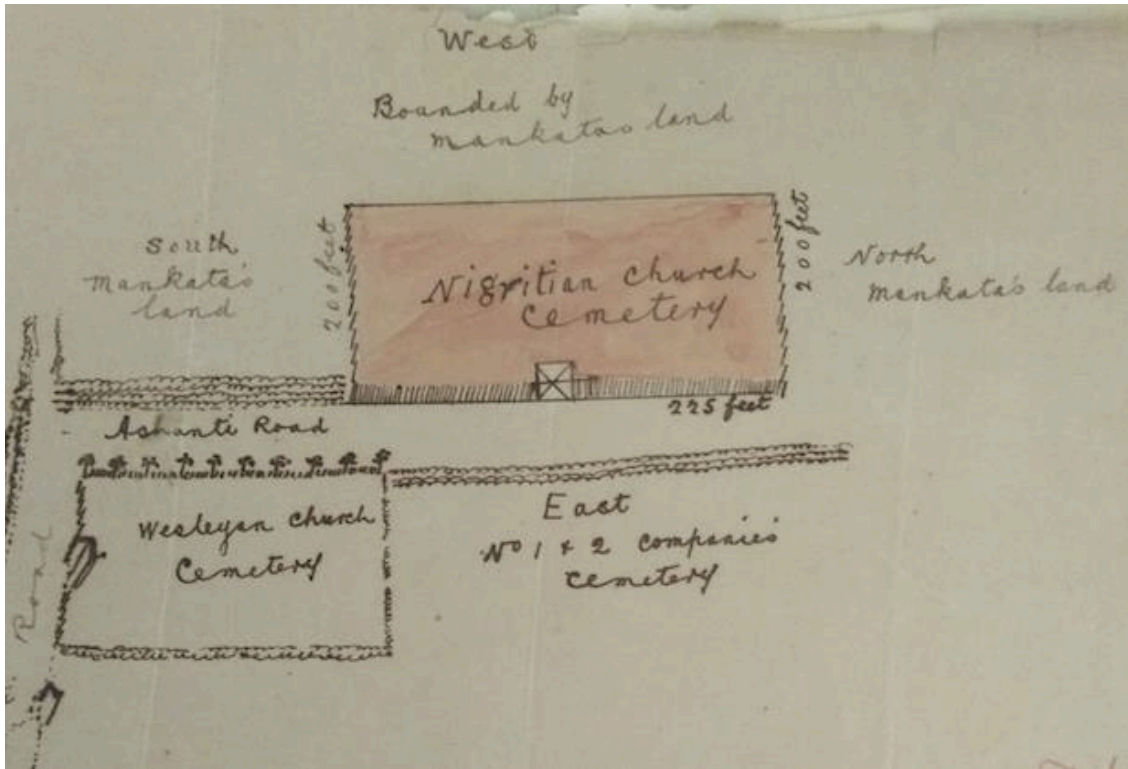 West
Bounded by
Mankata's land
South
Mankata's
land
200 feet
Nigritian Church
Cemetery
200 feet
North
Mankata's land
225 feet
Ashanti Road
Wesleyan Church
Cemetery
East
No 1 & 2 Companies
Cemetery
Road